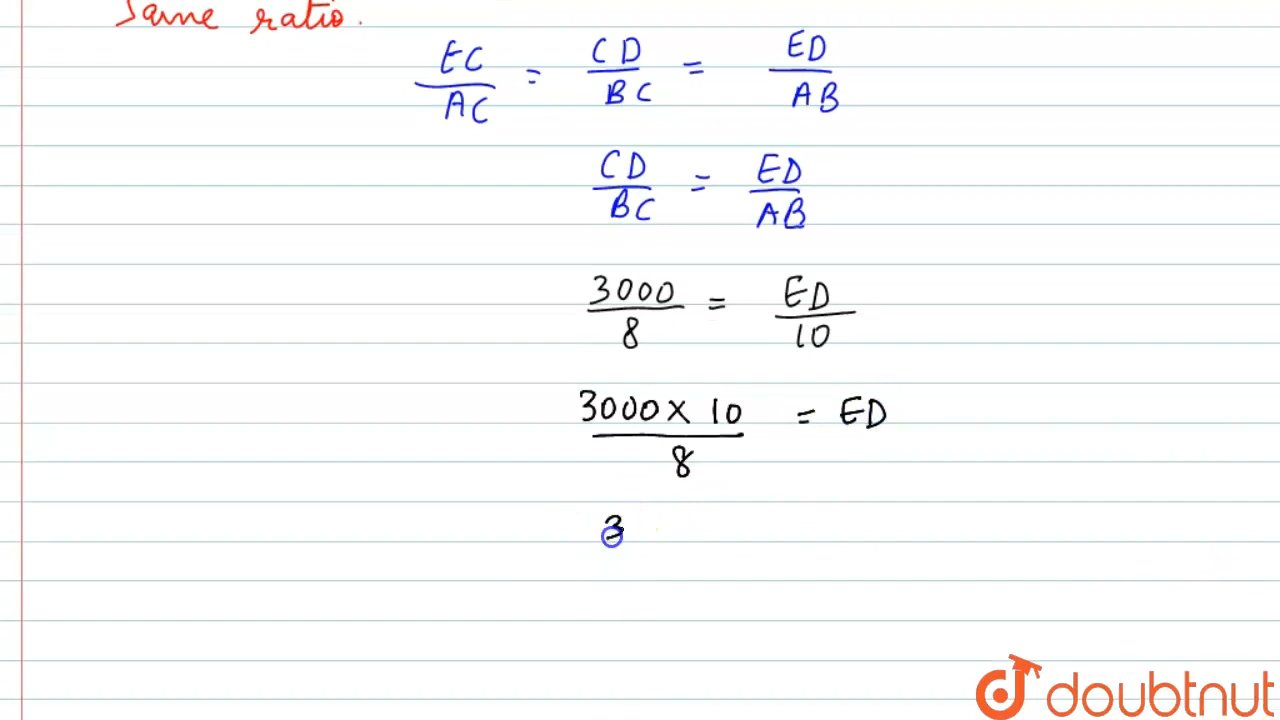 Same ratio.
EC/AC = CD/BC = ED/AB
CD/BC = ED/AB
3000/8 = ED/10
3000 × 10/8 = ED
3
doubtnut